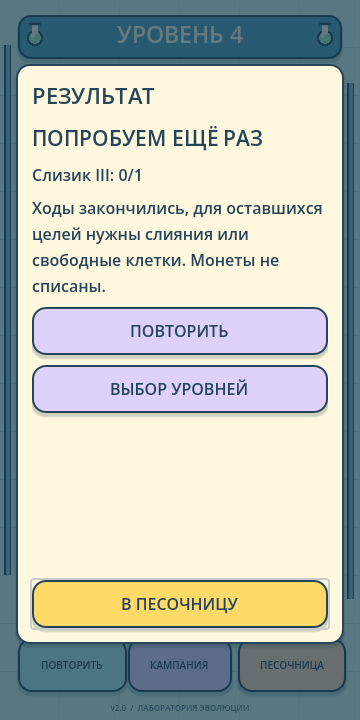 УРОВЕНЬ 4
РЕЗУЛЬТАТ
ПОПРОБУЕМ ЕЩЁ РАЗ
Слизик III: 0/1
Ходы закончились, для оставшихся
целей нужны слияния или
свободные клетки. Монеты не
списаны.
ПОВТОРИТЬ
ВЫБОР УРОВНЕЙ
В ПЕСОЧНИЦУ
ПОВТОРИТЬ
КАМПАНИЯ
ПЕСОЧНИЦА
v2.0 / ЛАБОРАТОРИЯ ЭВОЛЮЦИИ